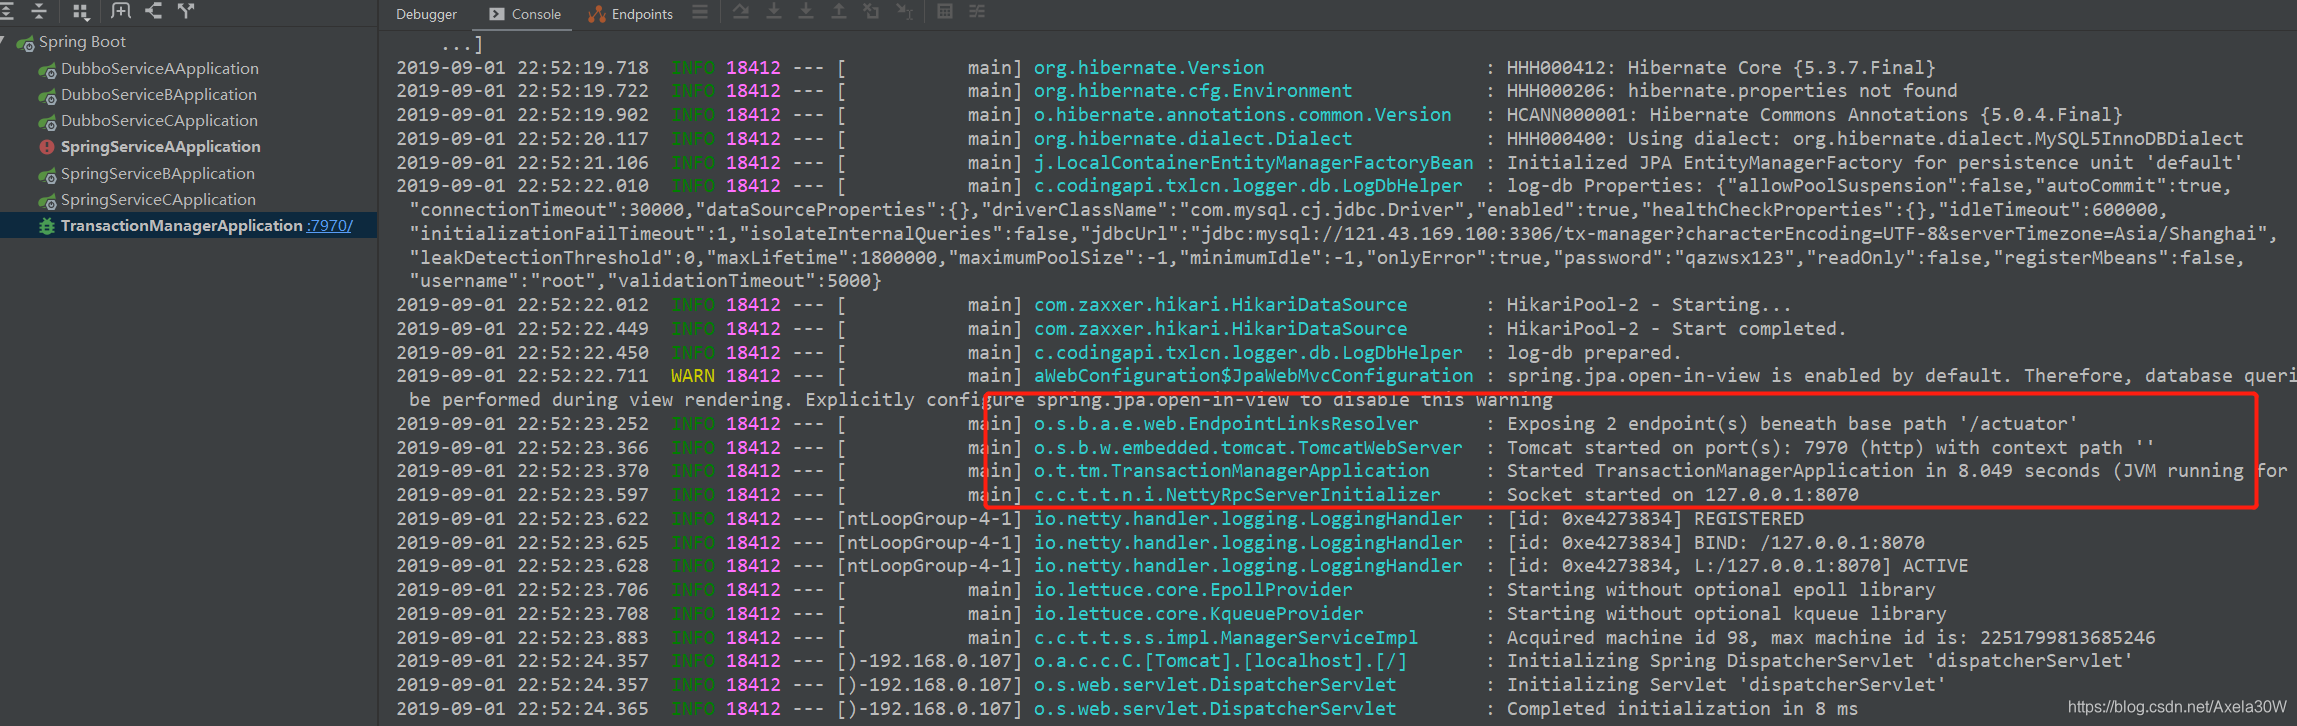 Debugger
Console
Endpoints
Spring Boot
DubboServiceAApplication
DubboServiceBApplication
DubboServiceCApplication
SpringServiceAApplication
SpringServiceBApplication
SpringServiceCApplication
TransactionManagerApplication :7970/
...]
2019-09-01 22:52:19.718 INFO 18412 --- [ main] org.hibernate.Version : HHH000412: Hibernate Core {5.3.7.Final}
2019-09-01 22:52:19.722 INFO 18412 --- [ main] org.hibernate.cfg.Environment : HHH000206: hibernate.properties not found
2019-09-01 22:52:19.902 INFO 18412 --- [ main] o.hibernate.annotations.common.Version : HCANN000001: Hibernate Commons Annotations {5.0.4.Final}
2019-09-01 22:52:20.117 INFO 18412 --- [ main] org.hibernate.dialect.Dialect : HHH000400: Using dialect: org.hibernate.dialect.MySQL5InnoDBDialect
2019-09-01 22:52:21.106 INFO 18412 --- [ main] j.LocalContainerEntityManagerFactoryBean : Initialized JPA EntityManagerFactory for persistence unit 'default'
2019-09-01 22:52:22.010 INFO 18412 --- [ main] c.codingapi.txlcn.logger.db.LogDbHelper : log-db Properties: {"allowPoolSuspension":false,"autoCommit":true,
"connectionTimeout":30000,"dataSourceProperties":{},"driverClassName":"com.mysql.cj.jdbc.Driver","enabled":true,"healthCheckProperties":{},"idleTimeout":600000,
"initializationFailTimeout":1,"isolateInternalQueries":false,"jdbcUrl":"jdbc:mysql://121.43.169.100:3306/tx-manager?characterEncoding=UTF-8&serverTimezone=Asia/Shanghai",
"leakDetectionThreshold":0,"maxLifetime":1800000,"maximumPoolSize":-1,"minimumIdle":-1,"onlyError":true,"password":"qazwsx123","readOnly":false,"registerMbeans":false,
"username":"root","validationTimeout":5000}
2019-09-01 22:52:22.012 INFO 18412 --- [ main] com.zaxxer.hikari.HikariDataSource : HikariPool-2 - Starting...
2019-09-01 22:52:22.449 INFO 18412 --- [ main] com.zaxxer.hikari.HikariDataSource : HikariPool-2 - Start completed.
2019-09-01 22:52:22.450 INFO 18412 --- [ main] c.codingapi.txlcn.logger.db.LogDbHelper : log-db prepared.
2019-09-01 22:52:22.711 WARN 18412 --- [ main] aWebConfiguration$JpaWebMvcConfiguration : spring.jpa.open-in-view is enabled by default. Therefore, database queri
be performed during view rendering. Explicitly configure spring.jpa.open-in-view to disable this warning
2019-09-01 22:52:23.252 INFO 18412 --- [ main] o.s.b.a.e.web.EndpointLinksResolver : Exposing 2 endpoint(s) beneath base path '/actuator'
2019-09-01 22:52:23.366 INFO 18412 --- [ main] o.s.b.w.embedded.tomcat.TomcatWebServer : Tomcat started on port(s): 7970 (http) with context path ''
2019-09-01 22:52:23.370 INFO 18412 --- [ main] o.t.tm.TransactionManagerApplication : Started TransactionManagerApplication in 8.049 seconds (JVM running for
2019-09-01 22:52:23.597 INFO 18412 --- [ main] c.c.t.t.n.i.NettyRpcServerInitializer : Socket started on 127.0.0.1:8070
2019-09-01 22:52:23.622 INFO 18412 --- [ntLoopGroup-4-1] io.netty.handler.logging.LoggingHandler : [id: 0xe4273834] REGISTERED
2019-09-01 22:52:23.625 INFO 18412 --- [ntLoopGroup-4-1] io.netty.handler.logging.LoggingHandler : [id: 0xe4273834] BIND: /127.0.0.1:8070
2019-09-01 22:52:23.628 INFO 18412 --- [ntLoopGroup-4-1] io.netty.handler.logging.LoggingHandler : [id: 0xe4273834, L:/127.0.0.1:8070] ACTIVE
2019-09-01 22:52:23.706 INFO 18412 --- [ main] io.lettuce.core.EpollProvider : Starting without optional epoll library
2019-09-01 22:52:23.708 INFO 18412 --- [ main] io.lettuce.core.KqueueProvider : Starting without optional kqueue library
2019-09-01 22:52:23.883 INFO 18412 --- [ main] c.c.t.t.s.s.impl.ManagerServiceImpl : Acquired machine id 98, max machine id is: 2251799813685246
2019-09-01 22:52:24.357 INFO 18412 --- [)-192.168.0.107] o.a.c.c.C.[Tomcat].[localhost].[/] : Initializing Spring DispatcherServlet 'dispatcherServlet'
2019-09-01 22:52:24.357 INFO 18412 --- [)-192.168.0.107] o.s.web.servlet.DispatcherServlet : Initializing Servlet 'dispatcherServlet'
2019-09-01 22:52:24.365 INFO 18412 --- [)-192.168.0.107] o.s.web.servlet.DispatcherServlet : Completed initialization in 8 ms
https://blog.csdn.net/Axela30W